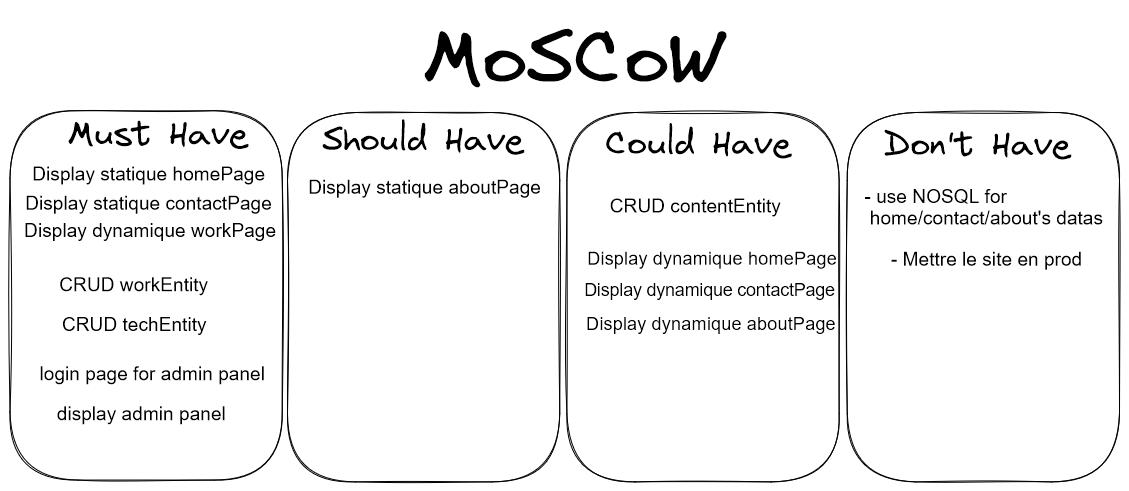 MoSCoW
Must Have
Display statique homePage
Display statique contactPage
Display dynamique workPage
CRUD workEntity
CRUD techEntity
login page for admin panel
display admin panel
Should Have
Display statique aboutPage
Could Have
CRUD contentEntity
Display dynamique homePage
Display dynamique contactPage
Display dynamique aboutPage
Don't Have
- use NOSQL for
home/contact/about's datas
- Mettre le site en prod